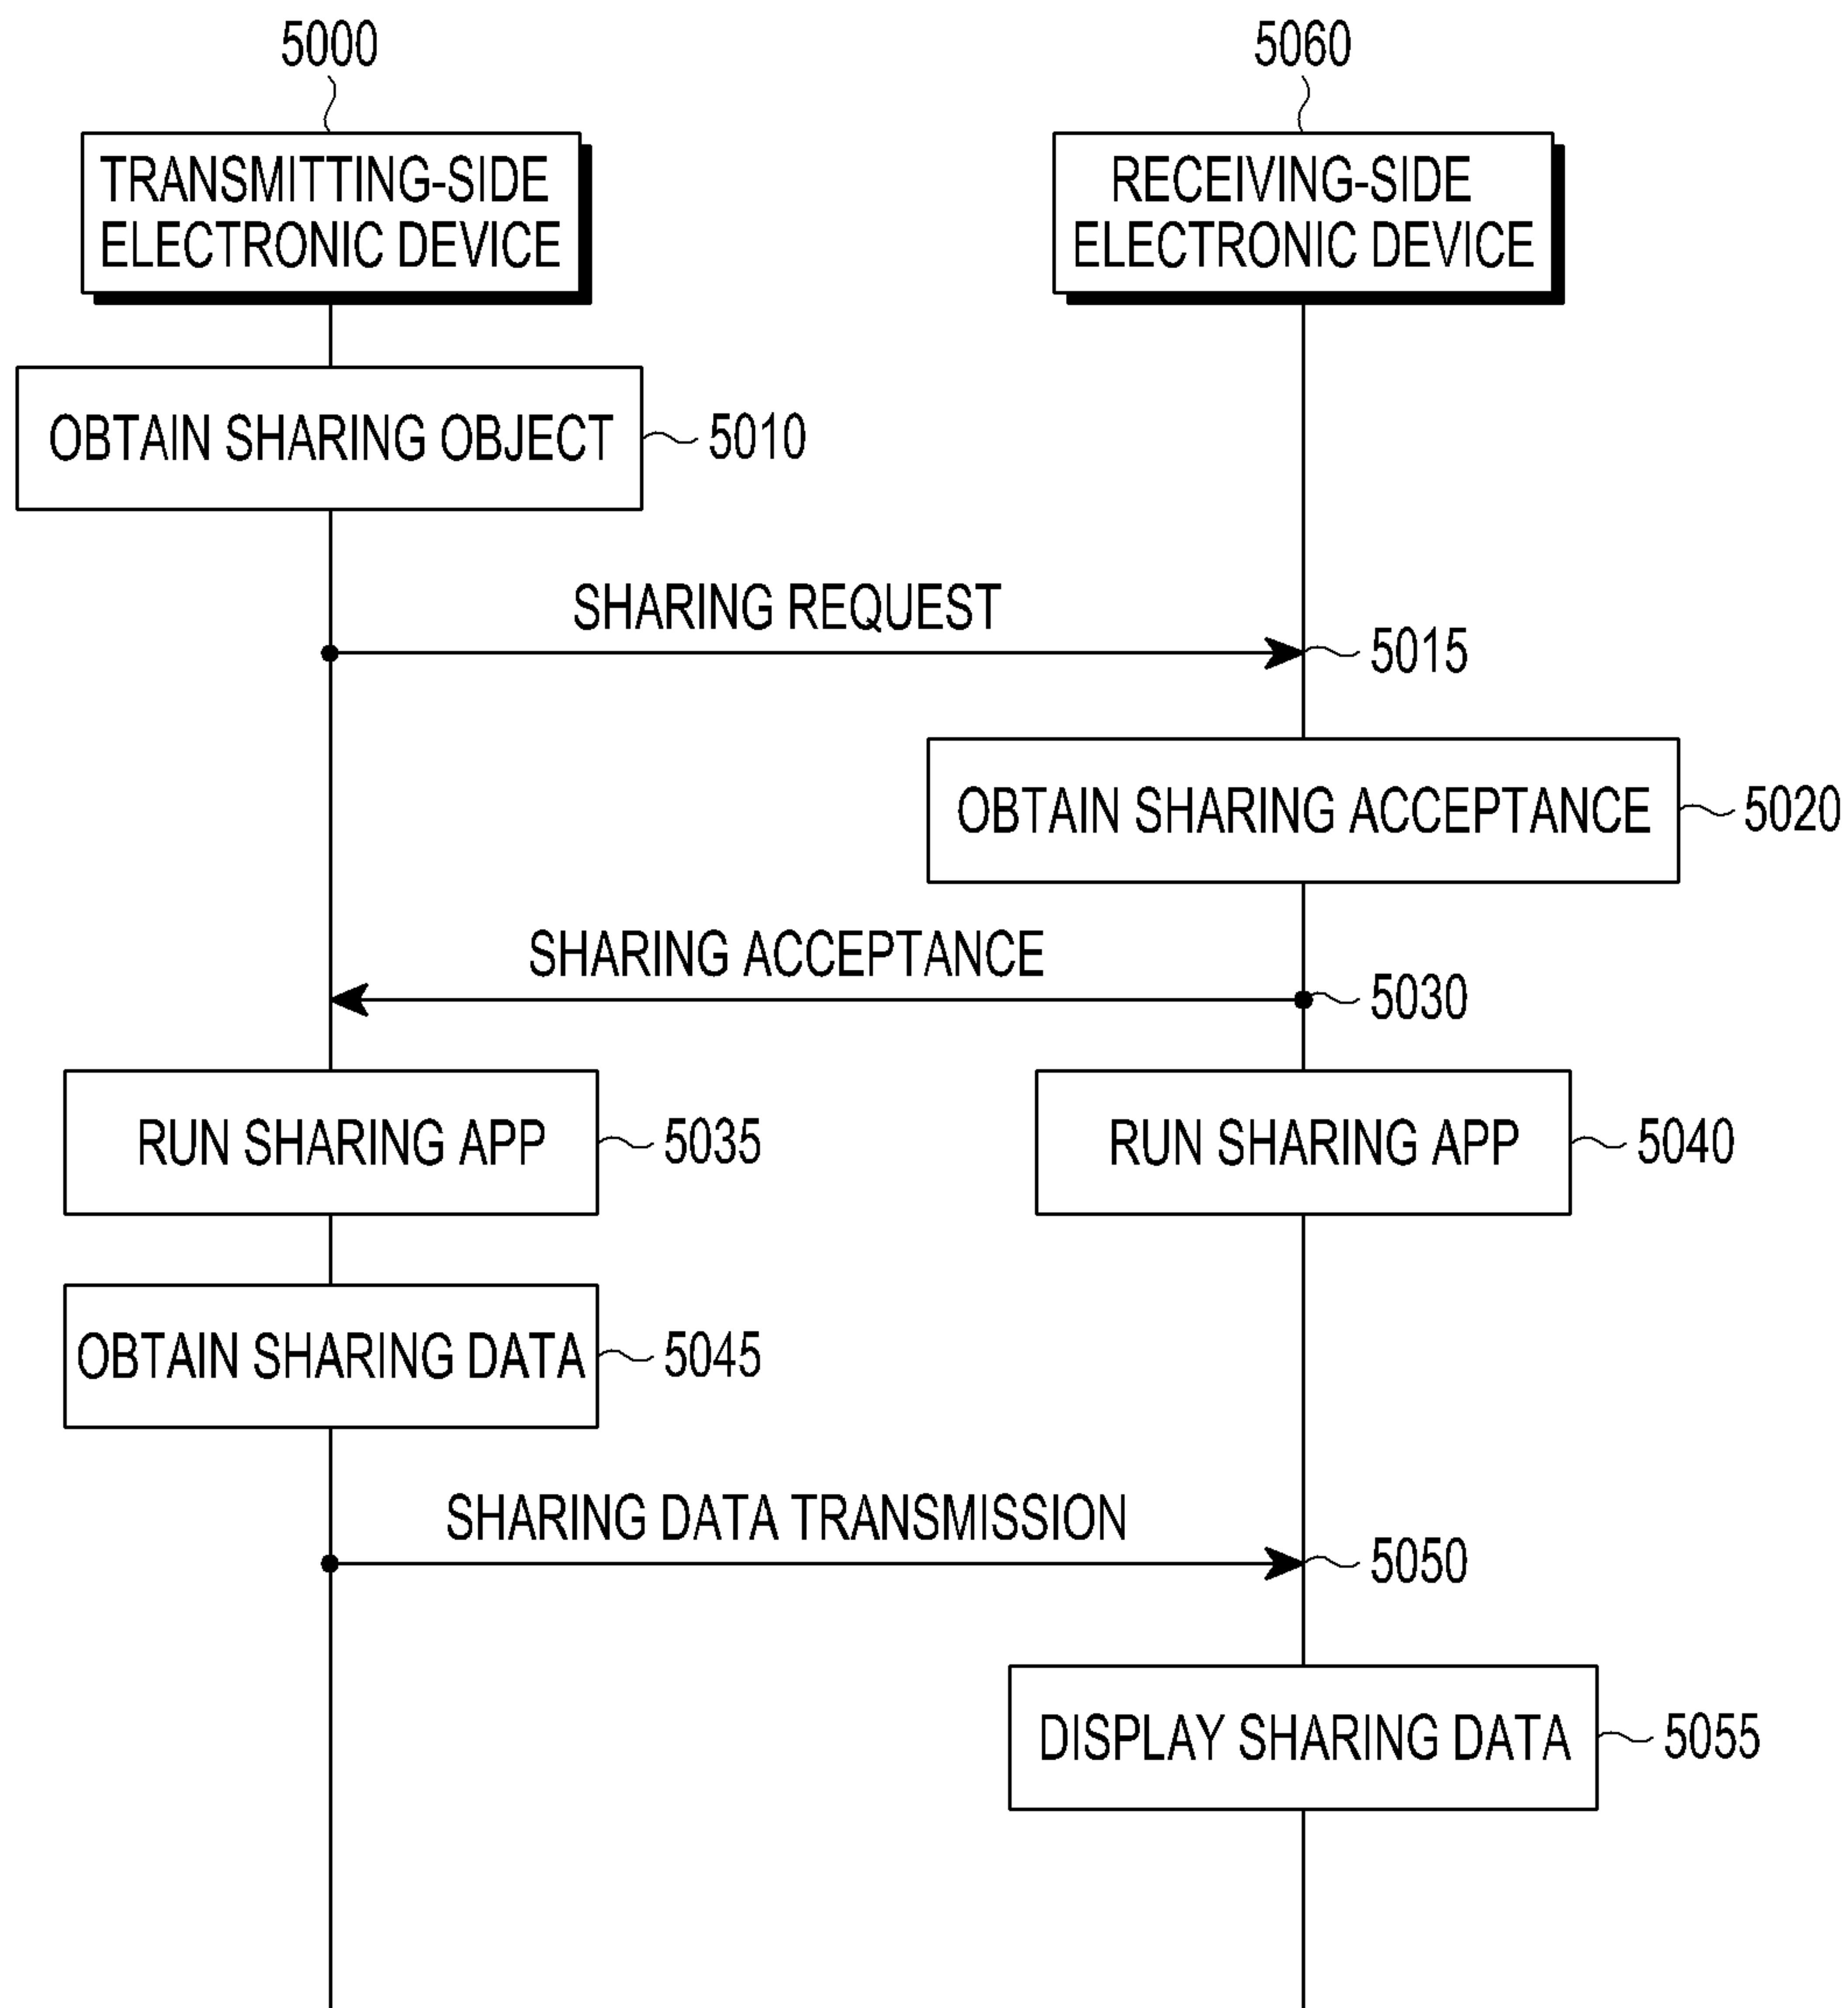 5000
5060
TRANSMITTING-SIDE
ELECTRONIC DEVICE
RECEIVING-SIDE
ELECTRONIC DEVICE
OBTAIN SHARING OBJECT
5010
SHARING REQUEST
5015
OBTAIN SHARING ACCEPTANCE
5020
SHARING ACCEPTANCE
5030
RUN SHARING APP
5035
RUN SHARING APP
5040
OBTAIN SHARING DATA
5045
SHARING DATA TRANSMISSION
5050
DISPLAY SHARING DATA
5055